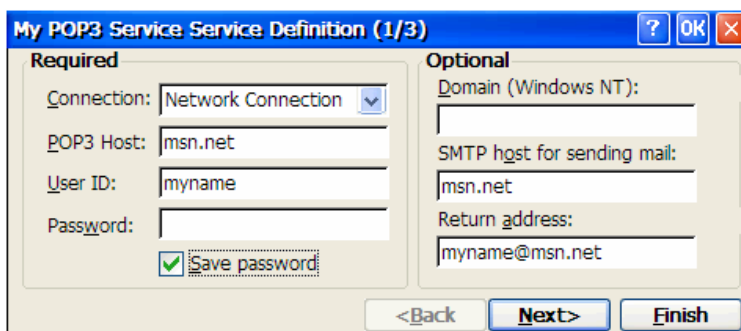 My POP3 Service Service Definition (1/3) ? OK ×
Required
Connection: Network Connection
POP3 Host: msn.net
User ID: myname
Password:
Save password
Optional
Domain (Windows NT):
SMTP host for sending mail:
msn.net
Return address:
myname@msn.net
<Back Next> Finish